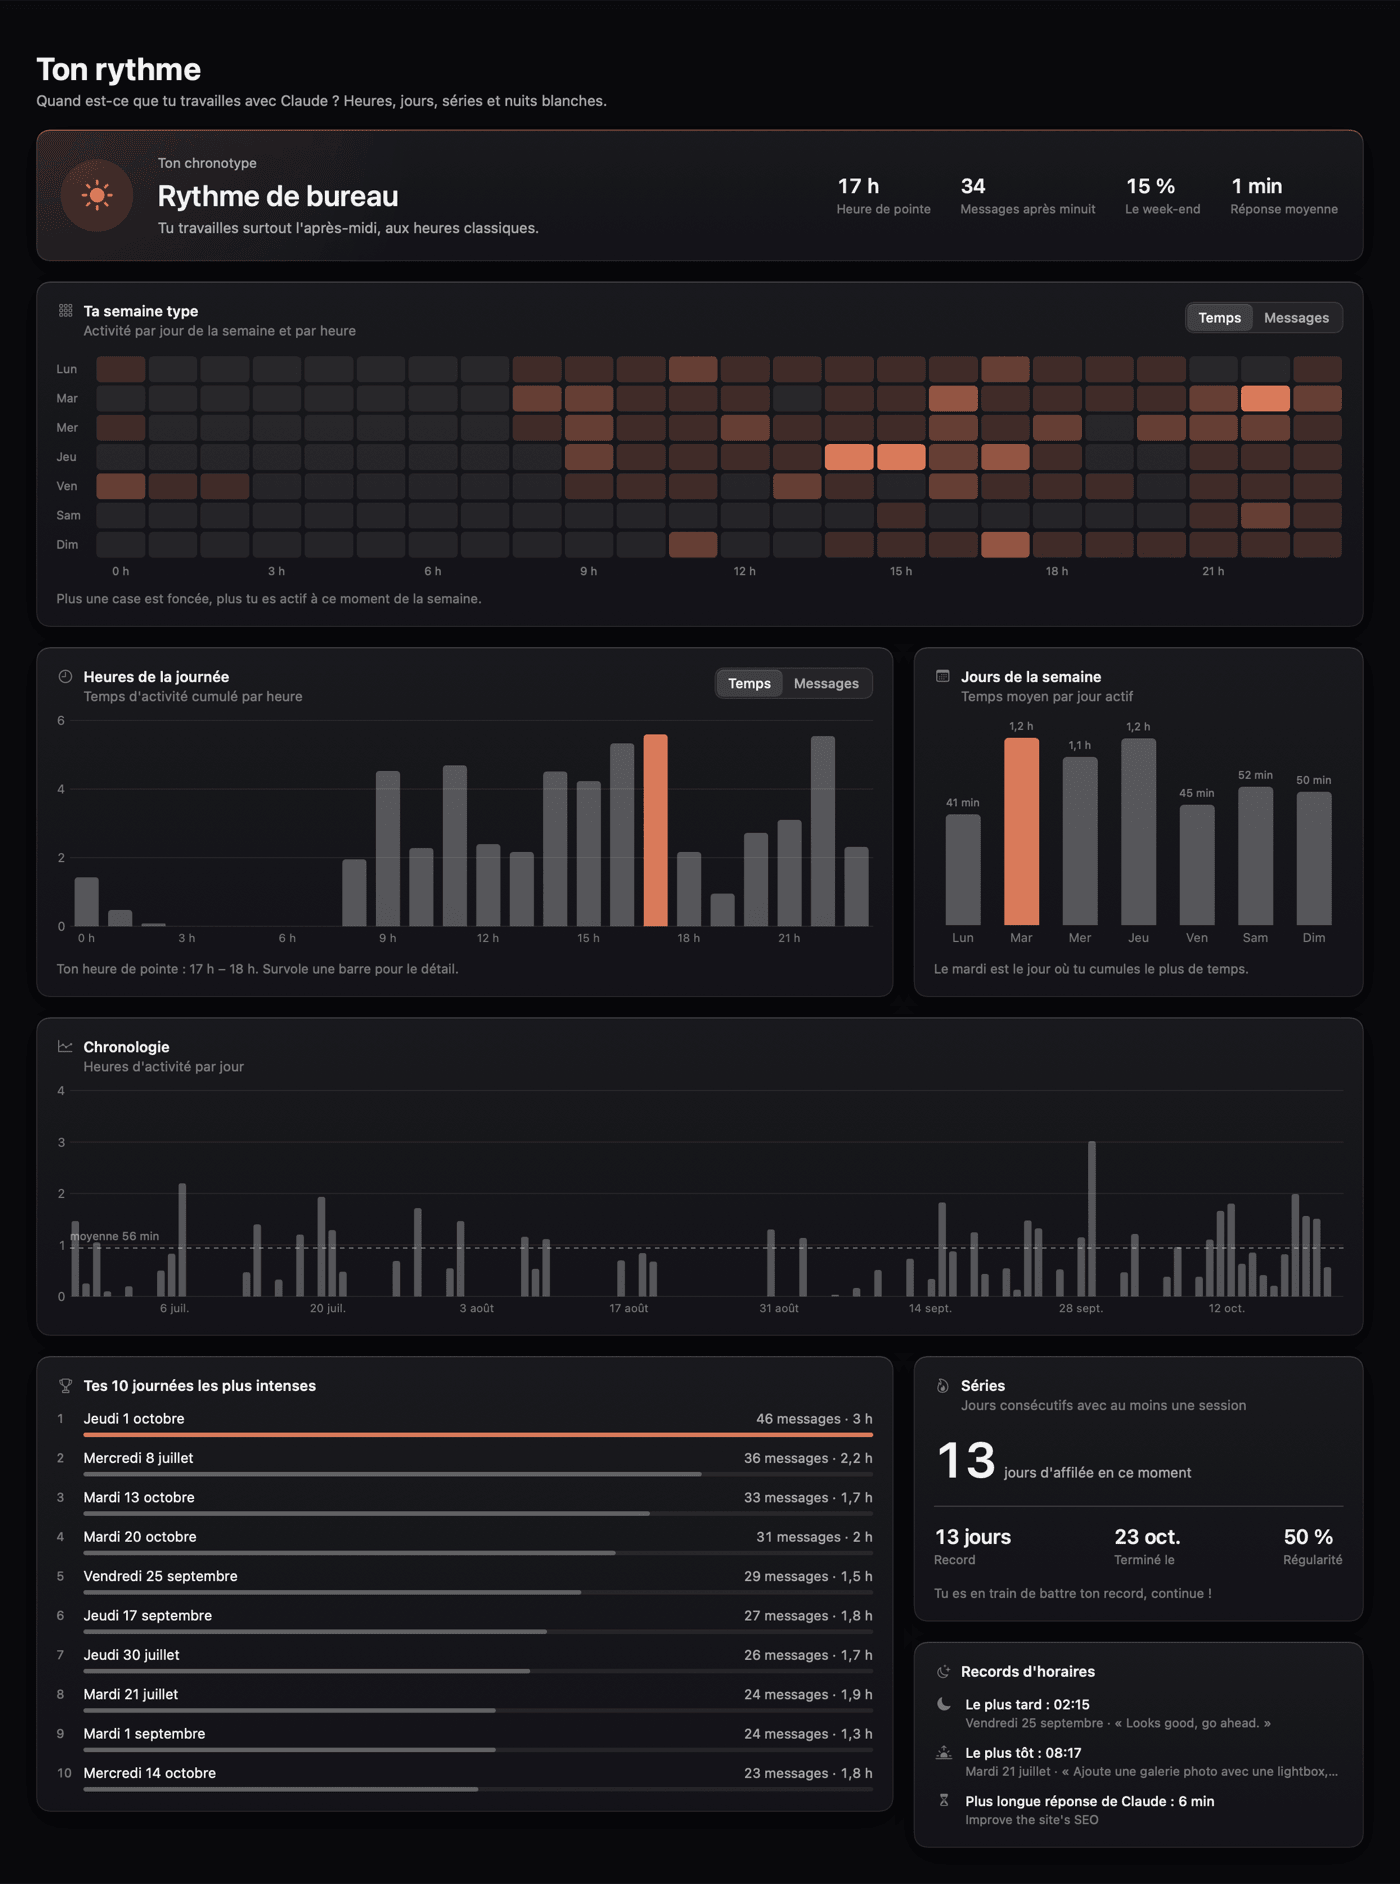 Ton rythme
Quand est-ce que tu travailles avec Claude ? Heures, jours, séries et nuits blanches.
Ton chronotype
Rythme de bureau
Tu travailles surtout l'après-midi, aux heures classiques.
17 h
Heure de pointe
34
Messages après minuit
15 %
Le week-end
1 min
Réponse moyenne
Ta semaine type
Activité par jour de la semaine et par heure
Temps Messages
Lun
Mar
Mer
Jeu
Ven
Sam
Dim
0 h 3 h 6 h 9 h 12 h 15 h 18 h 21 h
Plus une case est foncée, plus tu es actif à ce moment de la semaine.
Heures de la journée
Temps d'activité cumulé par heure
Temps Messages
6
4
2
0
0 h 3 h 6 h 9 h 12 h 15 h 18 h 21 h
Ton heure de pointe : 17 h – 18 h. Survole une barre pour le détail.
Jours de la semaine
Temps moyen par jour actif
41 min 1,2 h 1,1 h 1,2 h 45 min 52 min 50 min
Lun Mar Mer Jeu Ven Sam Dim
Le mardi est le jour où tu cumules le plus de temps.
Chronologie
Heures d'activité par jour
4
3
2
moyenne 56 min
1
0
6 juil. 20 juil. 3 août 17 août 31 août 14 sept. 28 sept. 12 oct.
Tes 10 journées les plus intenses
1 Jeudi 1 octobre 46 messages · 3 h
2 Mercredi 8 juillet 36 messages · 2,2 h
3 Mardi 13 octobre 33 messages · 1,7 h
4 Mardi 20 octobre 31 messages · 2 h
5 Vendredi 25 septembre 29 messages · 1,5 h
6 Jeudi 17 septembre 27 messages · 1,8 h
7 Jeudi 30 juillet 26 messages · 1,7 h
8 Mardi 21 juillet 24 messages · 1,9 h
9 Mardi 1 septembre 24 messages · 1,3 h
10 Mercredi 14 octobre 23 messages · 1,8 h
Séries
Jours consécutifs avec au moins une session
13 jours d'affilée en ce moment
13 jours
Record
23 oct.
Terminé le
50 %
Régularité
Tu es en train de battre ton record, continue !
Records d'horaires
Le plus tard : 02:15
Vendredi 25 septembre · « Looks good, go ahead. »
Le plus tôt : 08:17
Mardi 21 juillet · « Ajoute une galerie photo avec une lightbox,...
Plus longue réponse de Claude : 6 min
Improve the site's SEO